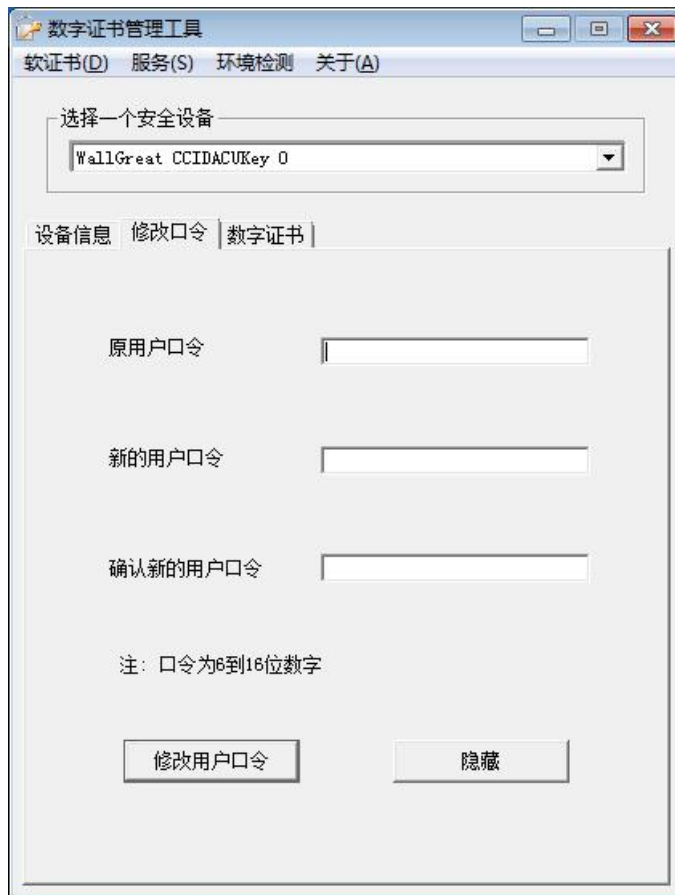 数字证书管理工具
软证书(D) 服务(S) 环境检测 关于(A)
选择一个安全设备
WallGreat CCIDACUKey 0
设备信息 修改口令 数字证书
原用户口令
新的用户口令
确认新的用户口令
注: 口令为6到16位数字
修改用户口令 隐藏